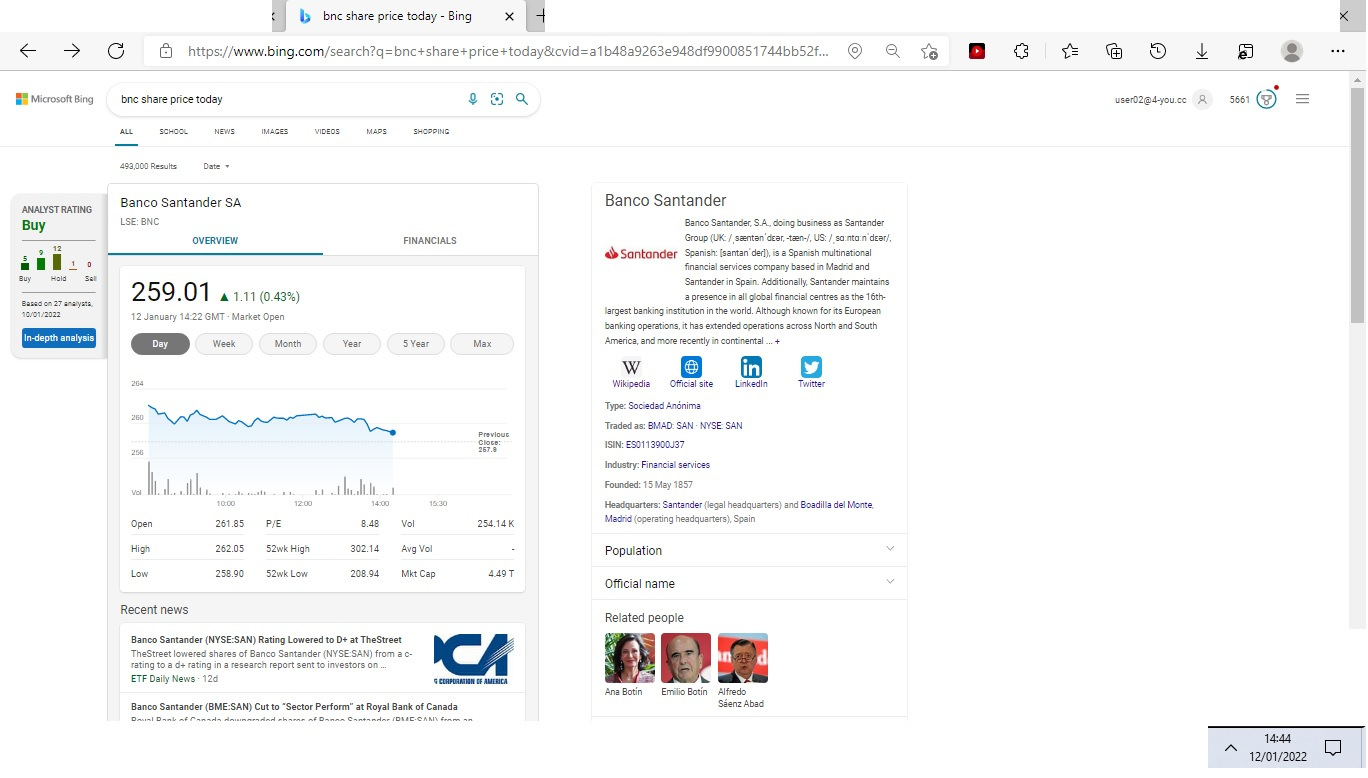 bnc share price today - Bing
https://www.bing.com/search?q=bnc+share+price+today&cvid=a1b48a9263e948df9900851744bb52f...
Microsoft Bing
bnc share price today
user02@4-you.cc
5661
ALL SCHOOL NEWS IMAGES VIDEOS MAPS SHOPPING
493,000 Results Date
ANALYST RATING
Buy
5 9 12 1 0
Buy Hold Sell
Based on 27 analysts,
10/01/2022
In-depth analysis
Banco Santander SA
LSE: BNC
OVERVIEW FINANCIALS
259.01 ▲ 1.11 (0.43%)
12 January 14:22 GMT · Market Open
Day Week Month Year 5 Year Max
264
260
256
Vol
Previous
Close:
257.9
10:00 12:00 14:00 15:30
Open 261.85 P/E 8.48 Vol 254.14 K
High 262.05 52wk High 302.14 Avg Vol -
Low 258.90 52wk Low 208.94 Mkt Cap 4.49 T
Recent news
Banco Santander (NYSE:SAN) Rating Lowered to D+ at TheStreet
TheStreet lowered shares of Banco Santander (NYSE:SAN) from a c-
rating to a d+ rating in a research report sent to investors on ...
ETF Daily News · 12d
CA
G CORPORATION OF AMERICA
Banco Santander (BME:SAN) Cut to “Sector Perform” at Royal Bank of Canada
Royal Bank of Canada downgraded shares of Banco Santander (BME:SAN) from an
Banco Santander
Santander
Banco Santander, S.A., doing business as Santander
Group (UK: /ˌsæntənˈdɛər, -tæn-/, US: /ˌsɑːntɑːnˈdɛər/,
Spanish: [santanˈdeɾ]), is a Spanish multinational
financial services company based in Madrid and
Santander in Spain. Additionally, Santander maintains
a presence in all global financial centres as the 16th-
largest banking institution in the world. Although known for its European
banking operations, it has extended operations across North and South
America, and more recently in continental ... +
W
in
Wikipedia Official site LinkedIn Twitter
Type: Sociedad Anónima
Traded as: BMAD: SAN · NYSE: SAN
ISIN: ES0113900J37
Industry: Financial services
Founded: 15 May 1857
Headquarters: Santander (legal headquarters) and Boadilla del Monte,
Madrid (operating headquarters), Spain
Population
Official name
Related people
Ana Botín Emilio Botín Alfredo
Sáenz Abad
14:44
12/01/2022